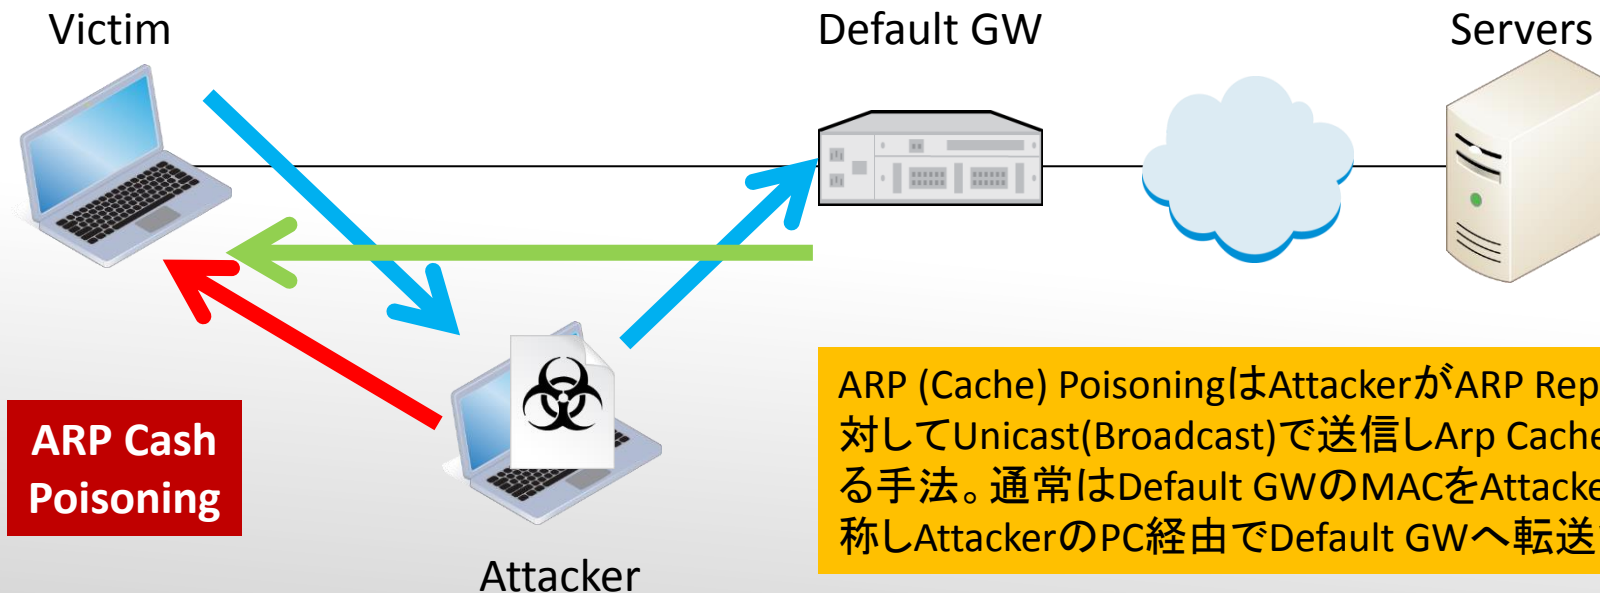 Victim
Default GW
Servers
ARP Cash
Poisoning
Attacker
ARP (Cache) PoisoningはAttackerがARP Rep
対してUnicast(Broadcast)で送信しArp Cache
る手法。通常はDefault GWのMACをAttacke
称しAttackerのPC経由でDefault GWへ転送